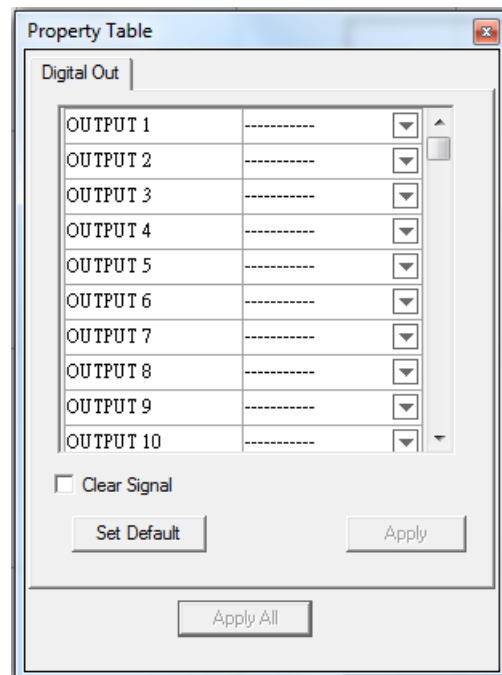 Property Table
Digital Out
OUTPUT 1 -----------
OUTPUT 2 -----------
OUTPUT 3 -----------
OUTPUT 4 -----------
OUTPUT 5 -----------
OUTPUT 6 -----------
OUTPUT 7 -----------
OUTPUT 8 -----------
OUTPUT 9 -----------
OUTPUT 10 -----------
Clear Signal
Set Default Apply
Apply All